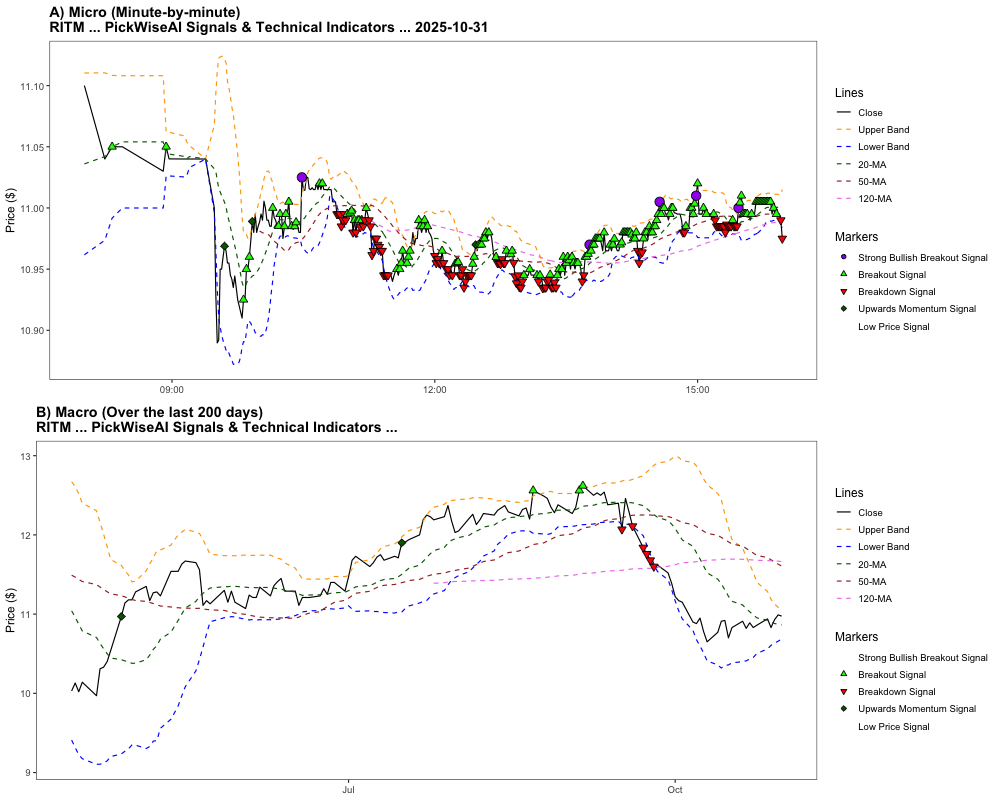 A) Micro (Minute-by-minute)
RITM ... PickWiseAI Signals & Technical Indicators ... 2025-10-31
Price ($)
11.10
11.05
11.00
10.95
10.90
09:00
12:00
15:00
Lines
Close
Upper Band
Lower Band
20-MA
50-MA
120-MA
Markers
Strong Bullish Breakout Signal
Breakout Signal
Breakdown Signal
Upwards Momentum Signal
Low Price Signal
B) Macro (Over the last 200 days)
RITM ... PickWiseAI Signals & Technical Indicators ...
Price ($)
13
12
11
10
9
Jul
Oct
Lines
Close
Upper Band
Lower Band
20-MA
50-MA
120-MA
Markers
Strong Bullish Breakout Signal
Breakout Signal
Breakdown Signal
Upwards Momentum Signal
Low Price Signal